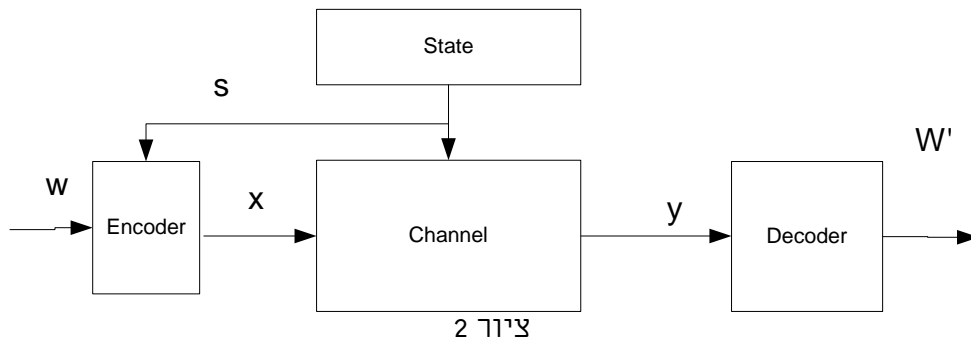 State
s
W'
w
Encoder
x
Channel
y
Decoder
ציור 2